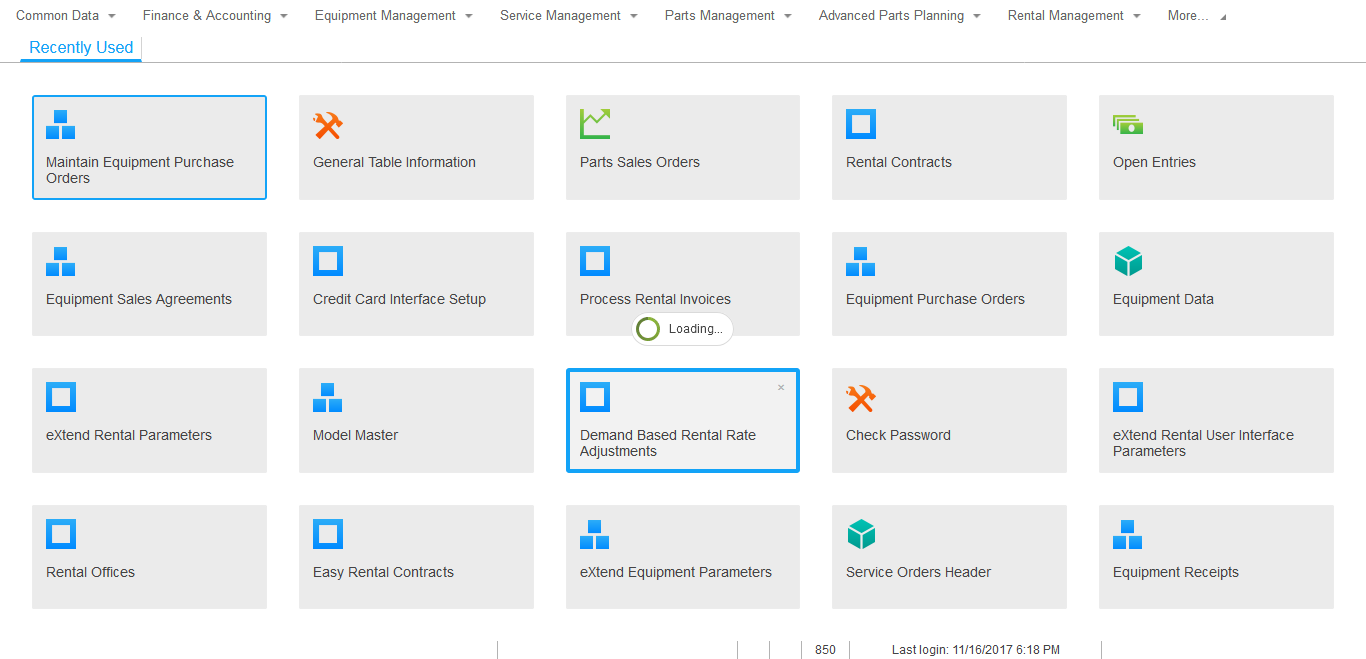 Common Data
Finance & Accounting
Equipment Management
Service Management
Parts Management
Advanced Parts Planning
Rental Management
More...
Recently Used
Maintain Equipment Purchase
Orders
General Table Information
Parts Sales Orders
Rental Contracts
Open Entries
Equipment Sales Agreements
Credit Card Interface Setup
Process Rental Invoices
Equipment Purchase Orders
Equipment Data
Loading...
eXtend Rental Parameters
Model Master
Demand Based Rental Rate
Adjustments
Check Password
eXtend Rental User Interface
Parameters
Rental Offices
Easy Rental Contracts
eXtend Equipment Parameters
Service Orders Header
Equipment Receipts
850
Last login: 11/16/2017 6:18 PM